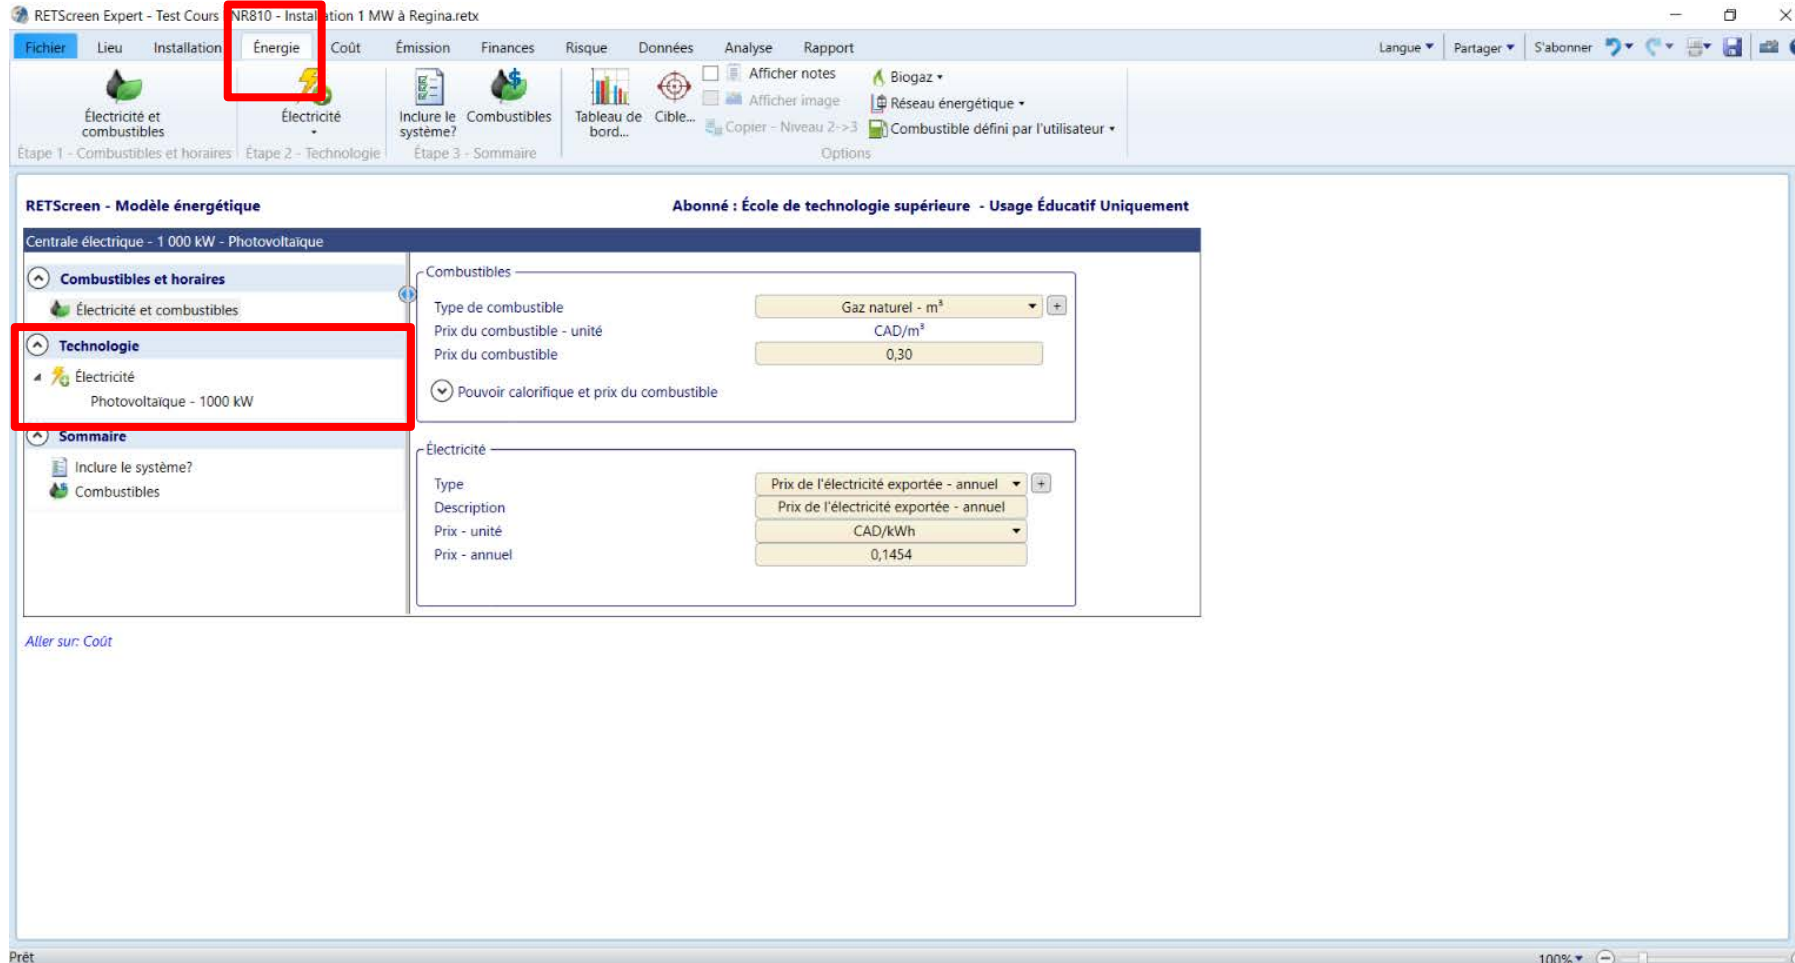 RETScreen Expert - Test Cours NR810 - Installation 1 MW à Regina.retx
Fichier Lieu Installation Énergie Coût Émission Finances Risque Données Analyse Rapport Langue Partager S'abonner
Électricité et combustibles
Étape 1 - Combustibles et horaires
Électricité
Étape 2 - Technologie
Inclure le système?
Combustibles
Étape 3 - Sommaire
Tableau de bord...
Cible...
Afficher notes
Afficher image
Copier - Niveau 2->3
Biogaz
Réseau énergétique
Combustible défini par l'utilisateur
Options
RETScreen - Modèle énergétique
Abonné : École de technologie supérieure - Usage Éducatif Uniquement
Centrale électrique - 1 000 kW - Photovoltaïque
Combustibles et horaires
Électricité et combustibles
Technologie
Électricité
Photovoltaïque - 1000 kW
Sommaire
Inclure le système?
Combustibles
Combustibles
Type de combustible Gaz naturel - m³ +
Prix du combustible - unité CAD/m³
Prix du combustible 0,30
Pouvoir calorifique et prix du combustible
Électricité
Type Prix de l'électricité exportée - annuel +
Description Prix de l'électricité exportée - annuel
Prix - unité CAD/kWh
Prix - annuel 0,1454
Aller sur: Coût
Prêt
100%